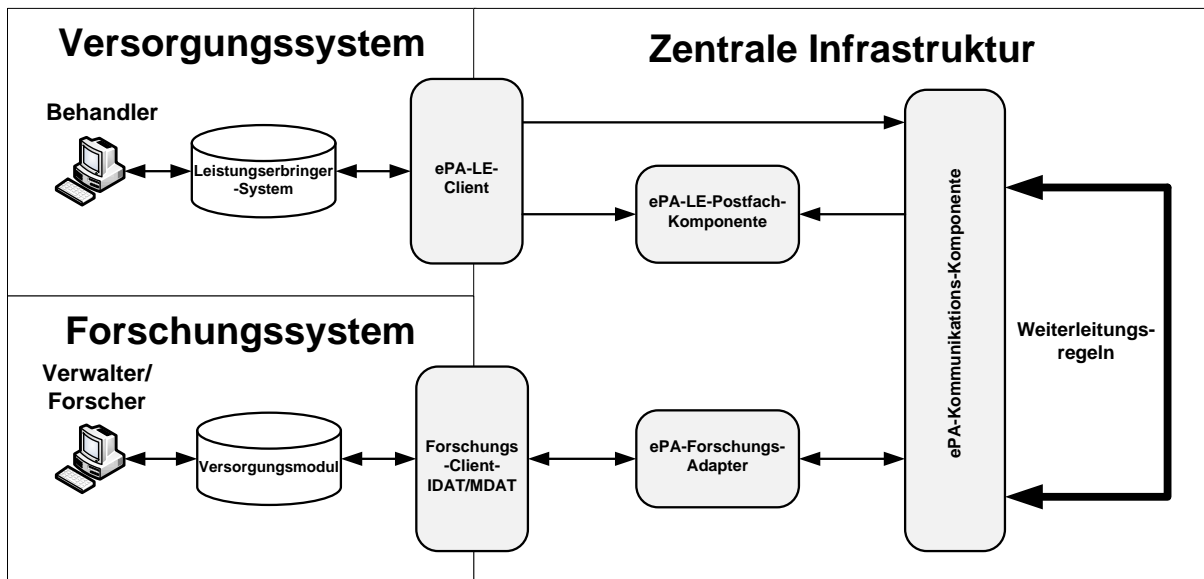 Versorgungssystem
Zentrale Infrastruktur
Behandler
Leistungserbringer
-System
ePA-LE-
Client
ePA-LE-Postfach-
Komponente
ePA-Kommunikations-Komponente
Weiterleitungs-
regeln
Forschungssystem
Verwalter/
Forscher
Versorgungsmodul
Forschungs
-Client-
IDAT/MDAT
ePA-Forschungs-
Adapter